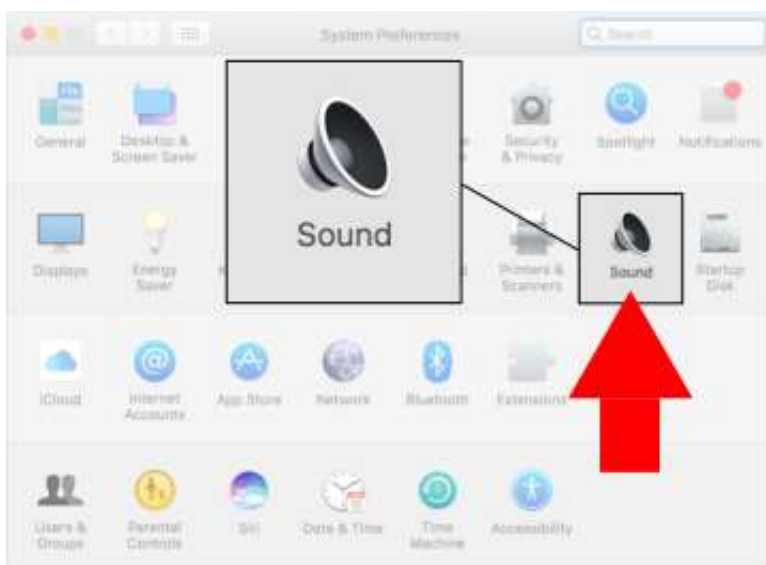 System Preferences
Search
General
Desktop &
Screen Saver
Security
& Privacy
Spotlight
Notifications
Sound
Displays
Energy
Saver
Printers &
Scanners
Sound
Startup
Disk
iCloud
Internet
Accounts
App Store
Network
Bluetooth
Extensions
Users &
Groups
Parental
Controls
Siri
Date & Time
Time
Machine
Accessibility